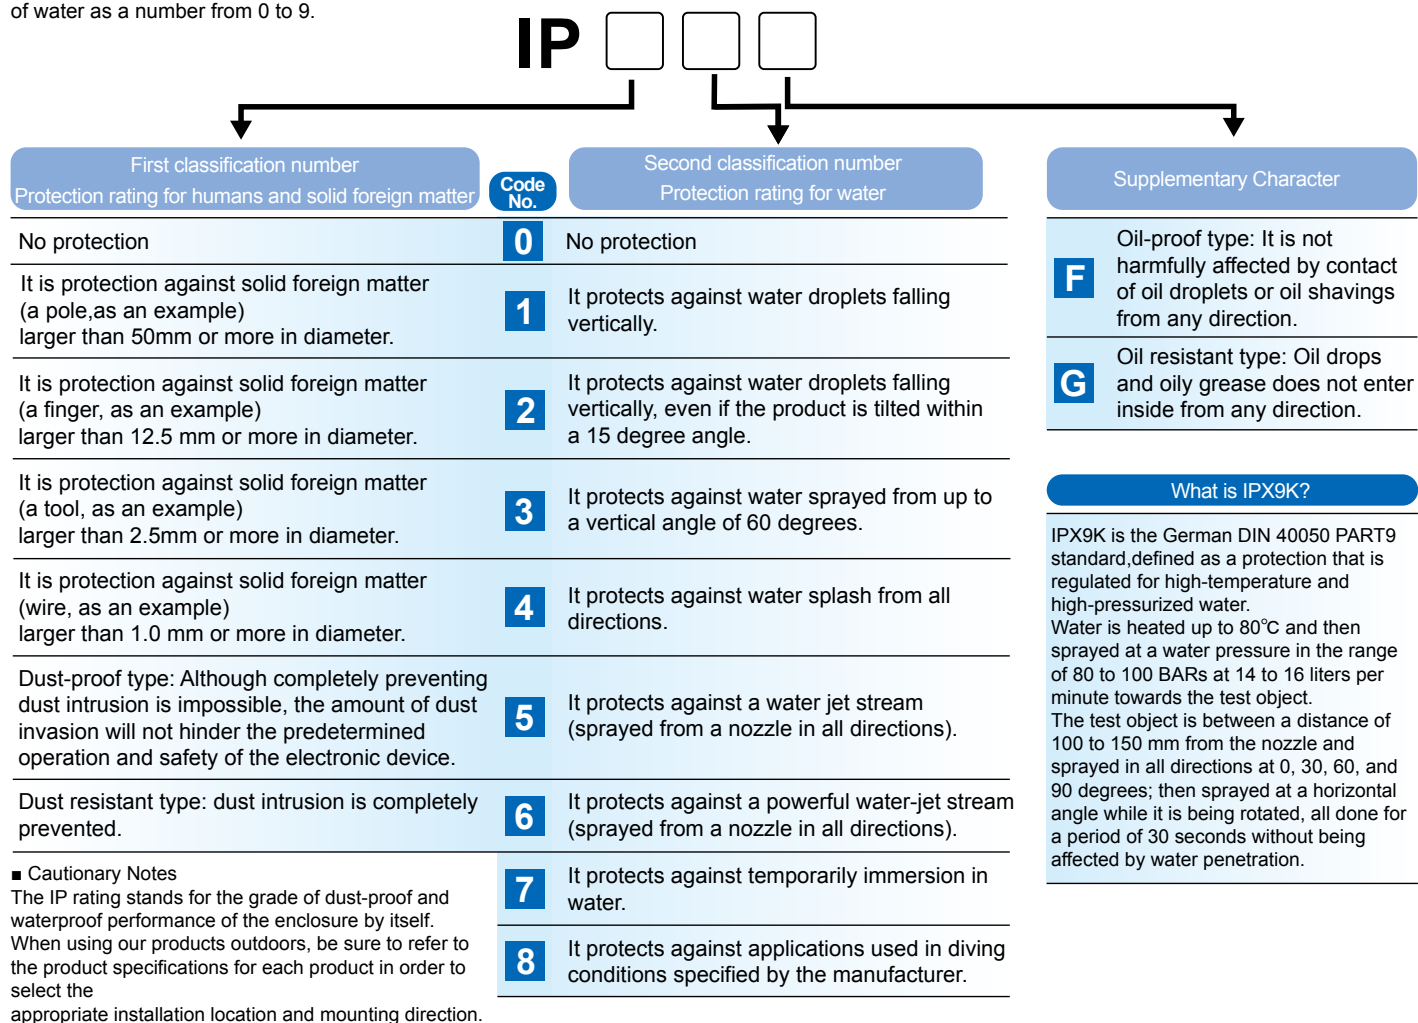 of water as a number from 0 to 9.
IP
First classification number
Protection rating for humans and solid foreign matter
Code
No.
Second classification number
Protection rating for water
Supplementary Character
No protection
0
No protection
It is protection against solid foreign matter
(a pole,as an example)
larger than 50mm or more in diameter.
1
It protects against water droplets falling
vertically.
It is protection against solid foreign matter
(a finger, as an example)
larger than 12.5 mm or more in diameter.
2
It protects against water droplets falling
vertically, even if the product is tilted within
a 15 degree angle.
It is protection against solid foreign matter
(a tool, as an example)
larger than 2.5mm or more in diameter.
3
It protects against water sprayed from up to
a vertical angle of 60 degrees.
It is protection against solid foreign matter
(wire, as an example)
larger than 1.0 mm or more in diameter.
4
It protects against water splash from all
directions.
Dust-proof type: Although completely preventing
dust intrusion is impossible, the amount of dust
invasion will not hinder the predetermined
operation and safety of the electronic device.
5
It protects against a water jet stream
(sprayed from a nozzle in all directions).
Dust resistant type: dust intrusion is completely
prevented.
6
It protects against a powerful water-jet stream
(sprayed from a nozzle in all directions).
7
It protects against temporarily immersion in
water.
8
It protects against applications used in diving
conditions specified by the manufacturer.
■ Cautionary Notes
The IP rating stands for the grade of dust-proof and
waterproof performance of the enclosure by itself.
When using our products outdoors, be sure to refer to
the product specifications for each product in order to
select the
appropriate installation location and mounting direction.
F
Oil-proof type: It is not
harmfully affected by contact
of oil droplets or oil shavings
from any direction.
G
Oil resistant type: Oil drops
and oily grease does not enter
inside from any direction.
What is IPX9K?
IPX9K is the German DIN 40050 PART9
standard,defined as a protection that is
regulated for high-temperature and
high-pressurized water.
Water is heated up to 80℃ and then
sprayed at a water pressure in the range
of 80 to 100 BARs at 14 to 16 liters per
minute towards the test object.
The test object is between a distance of
100 to 150 mm from the nozzle and
sprayed in all directions at 0, 30, 60, and
90 degrees; then sprayed at a horizontal
angle while it is being rotated, all done for
a period of 30 seconds without being
affected by water penetration.